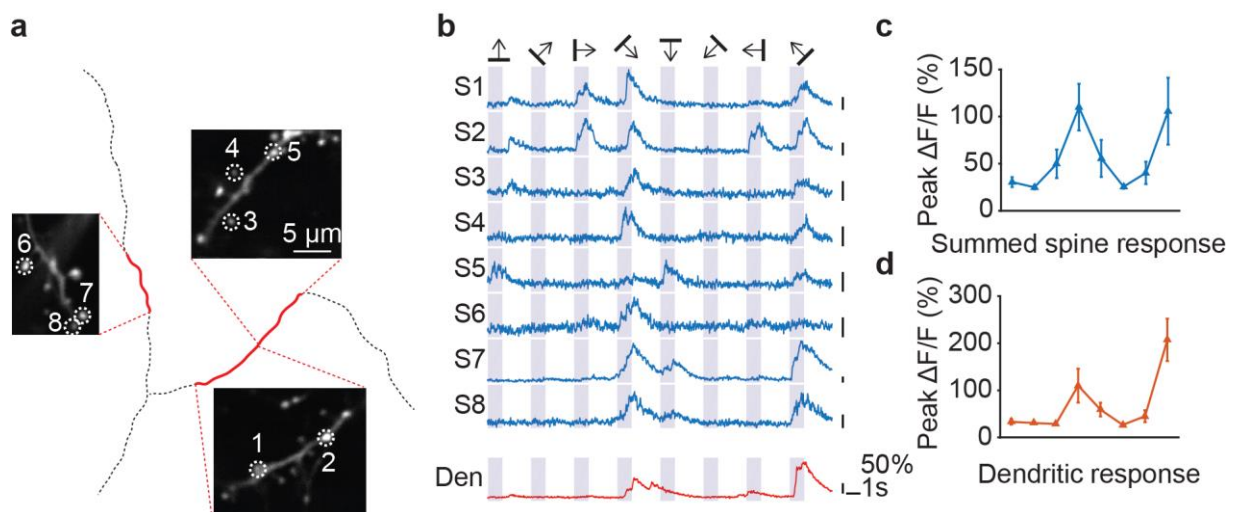 a
4
5
3
5 µm
6
7
8
1
2
b
S1
S2
S3
S4
S5
S6
S7
S8
Den
50%
1s
c
Peak ΔF/F (%)
150
100
50
0
Summed spine response
d
Peak ΔF/F (%)
300
200
100
0
Dendritic response